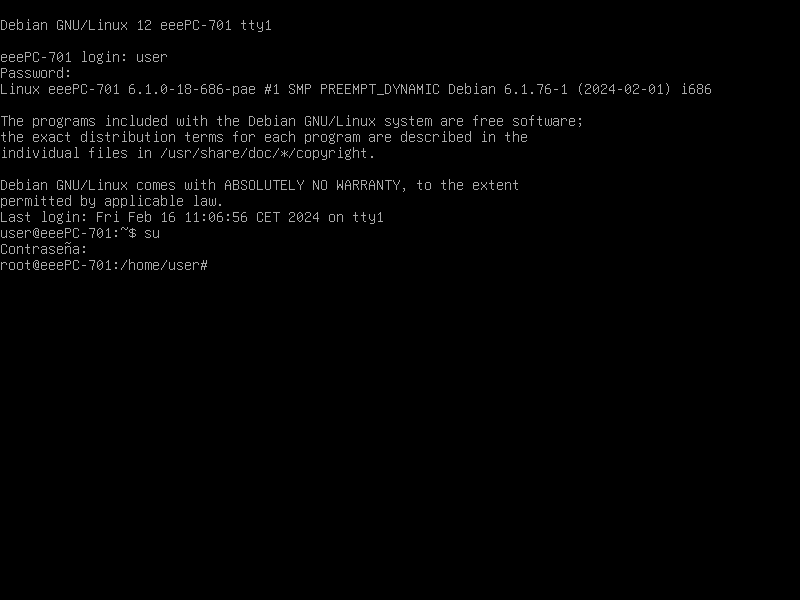 Debian GNU/Linux 12 eeePC-701 tty1
eeePC-701 login: user
Password:
Linux eeePC-701 6.1.0-18-686-pae #1 SMP PREEMPT_DYNAMIC Debian 6.1.76-1 (2024-02-01) i686
The programs included with the Debian GNU/Linux system are free software;
the exact distribution terms for each program are described in the
individual files in /usr/share/doc/*/copyright.
Debian GNU/Linux comes with ABSOLUTELY NO WARRANTY, to the extent
permitted by applicable law.
Last login: Fri Feb 16 11:06:56 CET 2024 on tty1
user@eeePC-701:~$ su
Contraseña:
root@eeePC-701:/home/user#